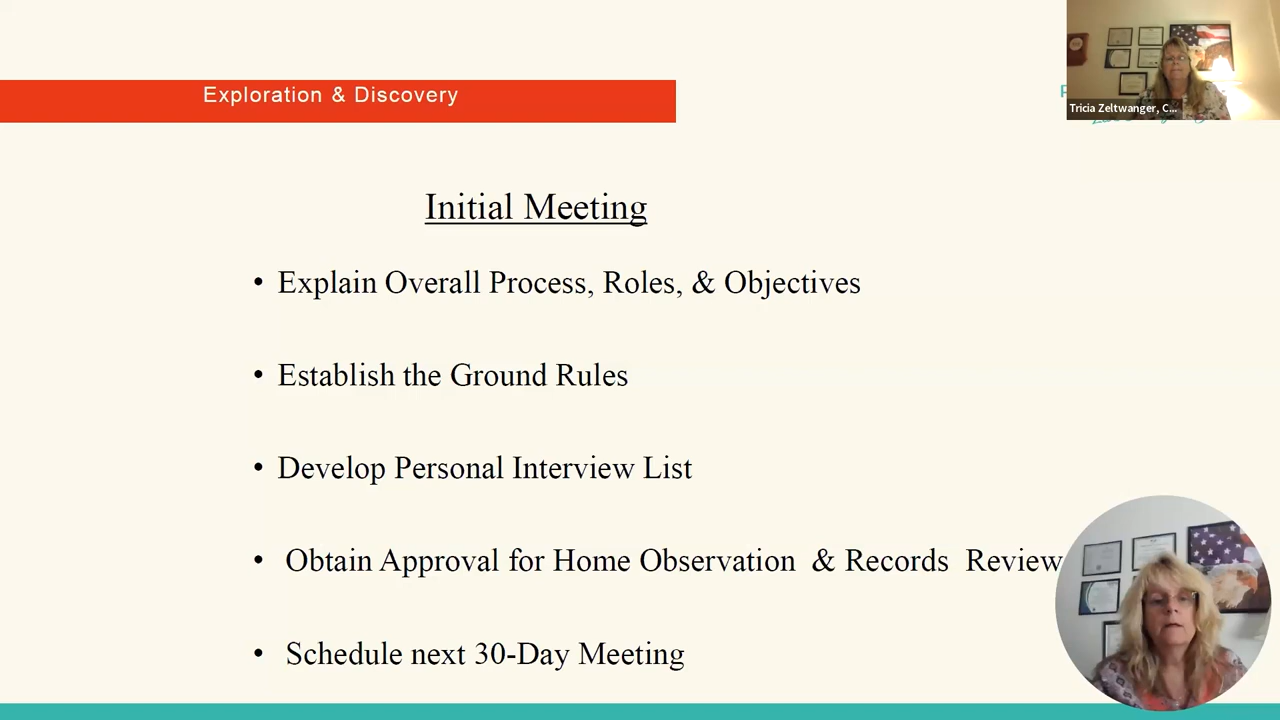 Exploration & Discovery
Tricia Zeltwanger, C...
Initial Meeting
• Explain Overall Process, Roles, & Objectives
• Establish the Ground Rules
• Develop Personal Interview List
• Obtain Approval for Home Observation & Records Review
• Schedule next 30-Day Meeting